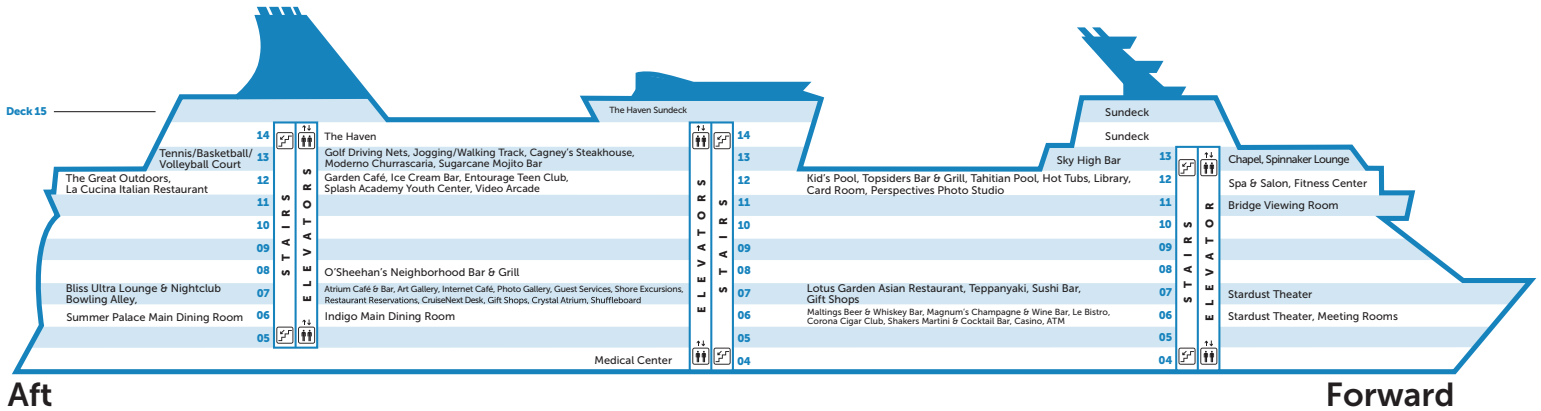 Deck 15
The Haven Sundeck
Sundeck
14
The Haven
14
Sundeck
Tennis/Basketball/
Volleyball Court
13
Golf Driving Nets, Jogging/Walking Track, Cagney's Steakhouse,
Moderno Churrascaria, Sugarcane Mojito Bar
13
Sky High Bar
13
Chapel, Spinnaker Lounge
The Great Outdoors,
La Cucina Italian Restaurant
12
Garden Café, Ice Cream Bar, Entourage Teen Club,
Splash Academy Youth Center, Video Arcade
12
Kid's Pool, Topsiders Bar & Grill, Tahitian Pool, Hot Tubs, Library,
Card Room, Perspectives Photo Studio
12
Spa & Salon, Fitness Center
11
11
11
Bridge Viewing Room
10
10
10
09
09
09
08
O'Sheehan's Neighborhood Bar & Grill
08
08
Bliss Ultra Lounge & Nightclub
Bowling Alley,
07
Atrium Café & Bar, Art Gallery, Internet Café, Photo Gallery, Guest Services, Shore Excursions,
Restaurant Reservations, CruiseNext Desk, Gift Shops, Crystal Atrium, Shuffleboard
07
Lotus Garden Asian Restaurant, Teppanyaki, Sushi Bar,
Gift Shops
07
Stardust Theater
Summer Palace Main Dining Room
06
Indigo Main Dining Room
06
Maltings Beer & Whiskey Bar, Magnum's Champagne & Wine Bar, Le Bistro,
Corona Cigar Club, Shakers Martini & Cocktail Bar, Casino, ATM
06
Stardust Theater, Meeting Rooms
05
05
05
Medical Center
04
04
STAIRS
ELEVATORS
ELEVATORS
STAIRS
STAIRS
ELEVATOR
Aft
Forward